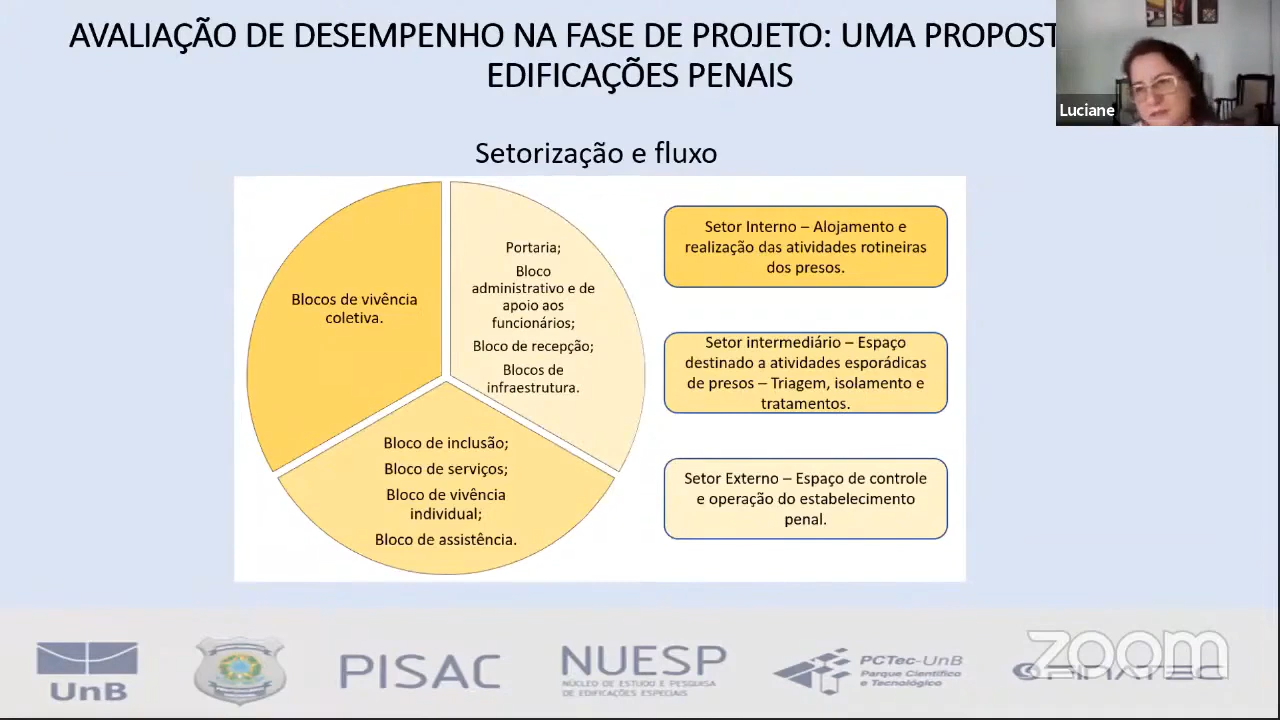 AVALIAÇÃO DE DESEMPENHO NA FASE DE PROJETO: UMA
EDIFICAÇÕES PENAIS
Luciane
Setorização e fluxo
Blocos de vivência
coletiva.
Portaria;
Bloco
administrativo e de
apoio aos
funcionários;
Bloco de recepção;
Blocos de
infraestrutura.
Bloco de inclusão;
Bloco de serviços;
Bloco de vivência
individual;
Bloco de assistência.
Setor Interno – Alojamento e
realização das atividades rotineiras
dos presos.
Setor intermediário – Espaço
destinado a atividades esporádicas
de presos – Triagem, isolamento e
tratamentos.
Setor Externo – Espaço de controle
e operação do estabelecimento
penal.
UnB
PISAC
NUESP
NÚCLEO DE ESTUDO E PESQUISA
DE EDIFICAÇÕES ESPECIAIS
PCTec-UnB
Parque Científico
e Tecnológico
zoom